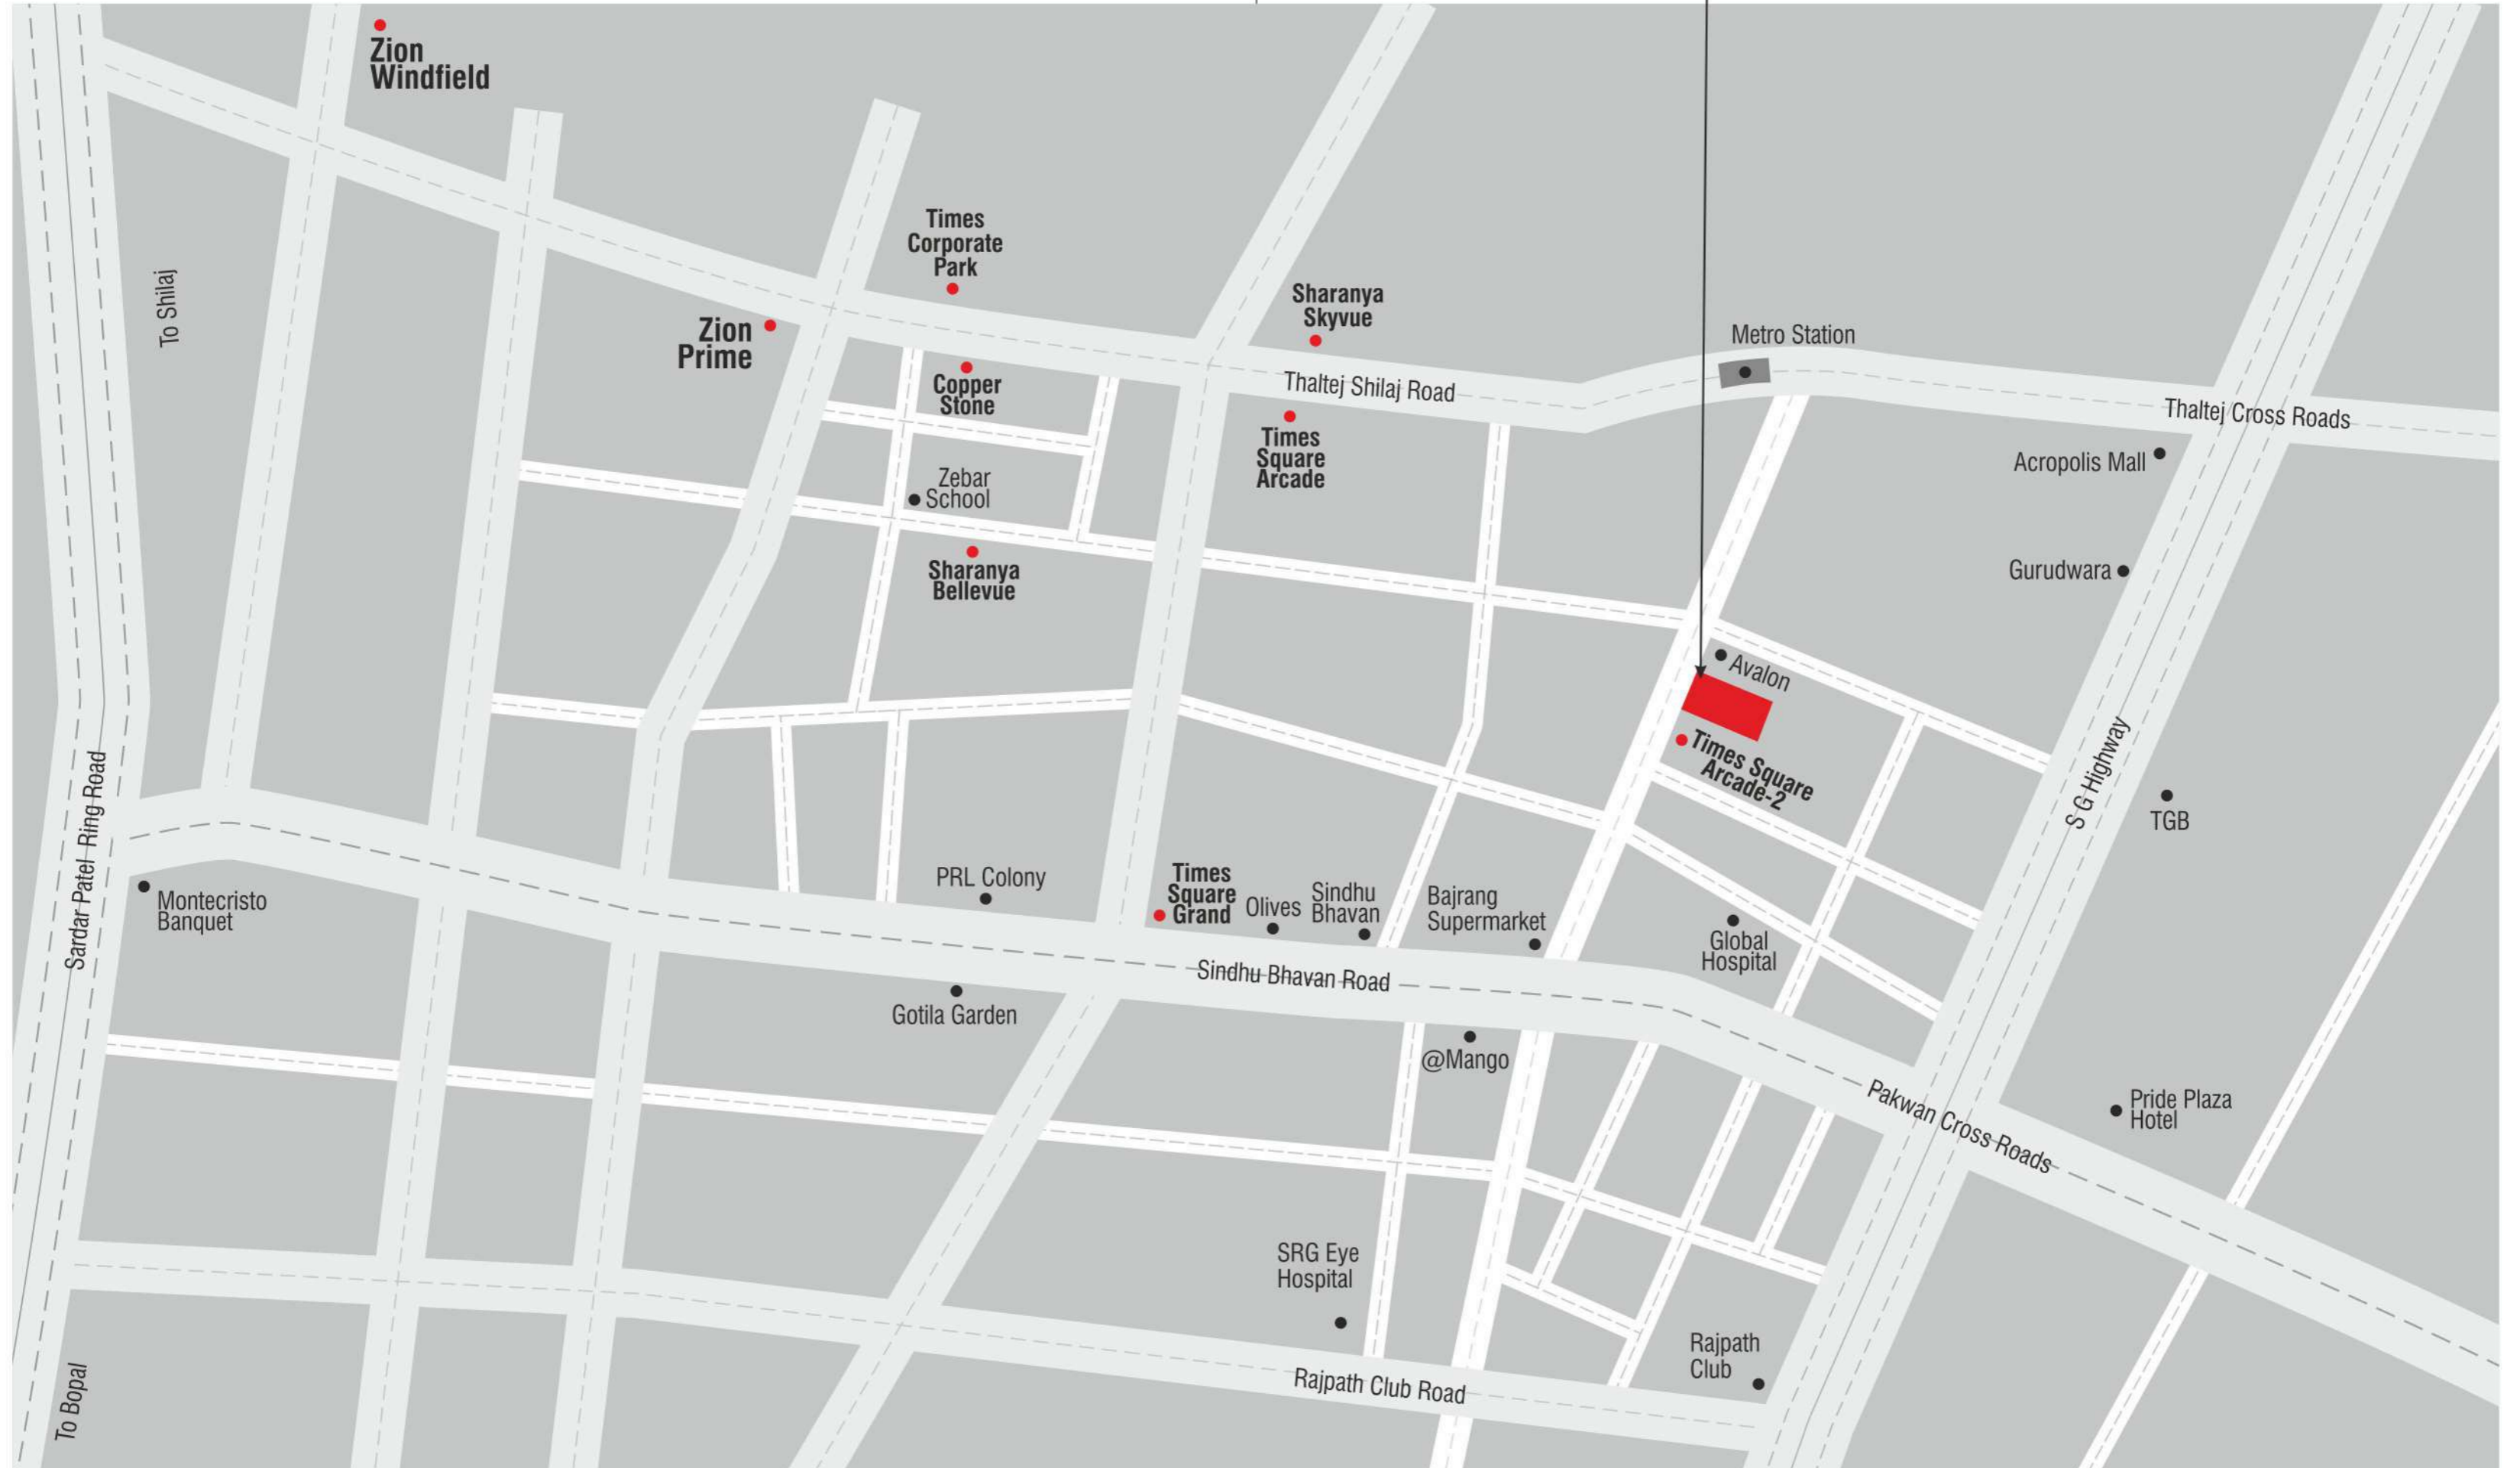 Zion
Windfield
Times
Corporate
Park
To Shilaj
Sharanya
Skyvue
Zion
Prime
Metro Station
Copper
Stone
Thaltej Shilaj Road
Thaltej Cross Roads
Times
Square
Arcade
Acropolis Mall
Zebar
School
Sharanya
Bellevue
Gurudwara
Avalon
Times Square
Arcade-2
S G Highway
TGB
Sardar Patel Ring Road
Montecristo
Banquet
PRL Colony
Times
Square
Grand
Olives
Sindhu
Bhavan
Bajrang
Supermarket
Global
Hospital
Sindhu Bhavan Road
Gotila Garden
@Mango
Pakwan Cross Roads
Pride Plaza
Hotel
SRG Eye
Hospital
Rajpath
Club
Rajpath Club Road
To Bopal